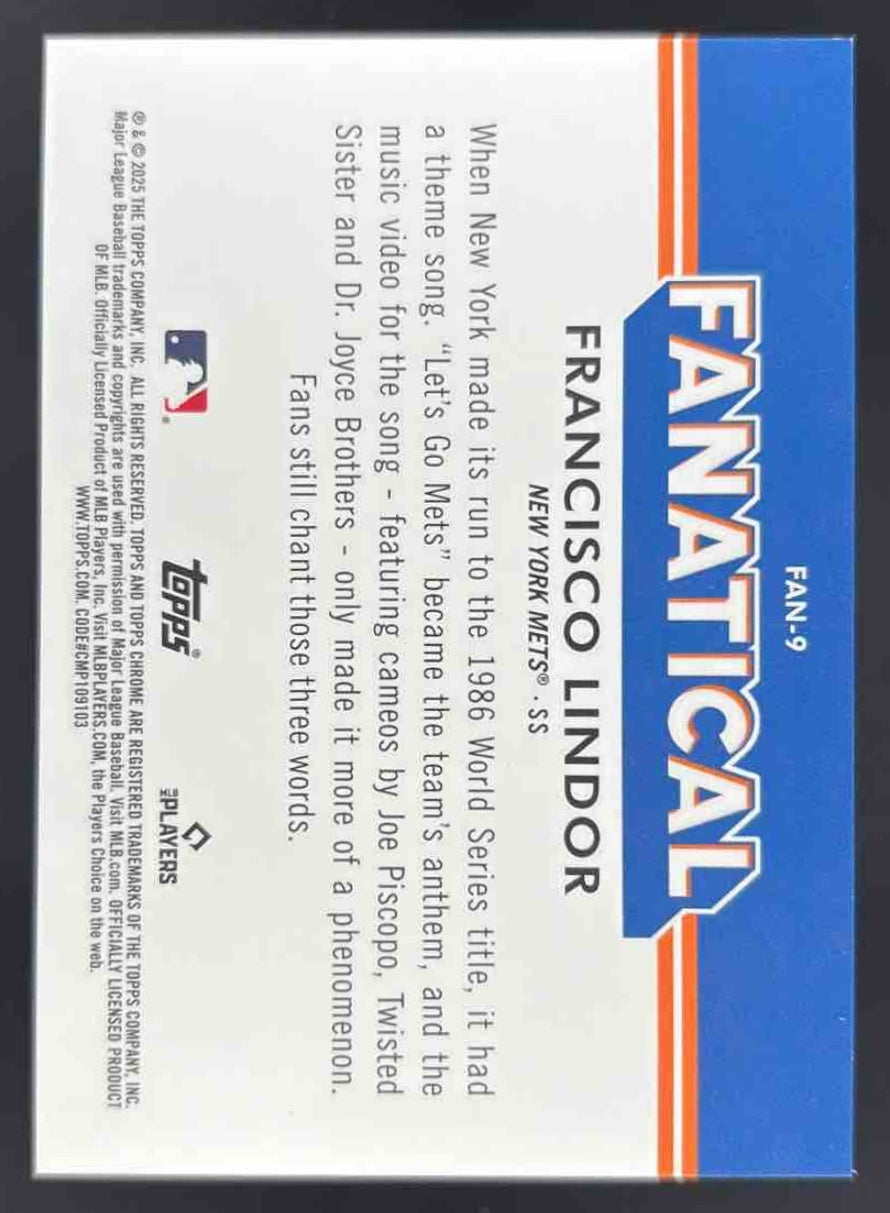 FAN-9
FANATICAL
FRANCISCO LINDOR
NEW YORK METS® • SS
When New York made its run to the 1986 World Series title, it had
a theme song. “Let’s Go Mets” became the team’s anthem, and the
music video for the song - featuring cameos by Joe Piscopo, Twisted
Sister and Dr. Joyce Brothers - only made it more of a phenomenon.
Fans still chant those three words.
topps®
MLB PLAYERS
® & © 2025 THE TOPPS COMPANY, INC. ALL RIGHTS RESERVED. TOPPS AND TOPPS CHROME ARE REGISTERED TRADEMARKS OF THE TOPPS COMPANY, INC.
Major League Baseball trademarks and copyrights are used with permission of Major League Baseball. Visit MLB.com. OFFICIALLY LICENSED PRODUCT
OF MLB. Officially Licensed Product of MLB Players, Inc. Visit MLBPLAYERS.COM, the Players Choice on the web.
WWW.TOPPS.COM. CODE#CMP109103